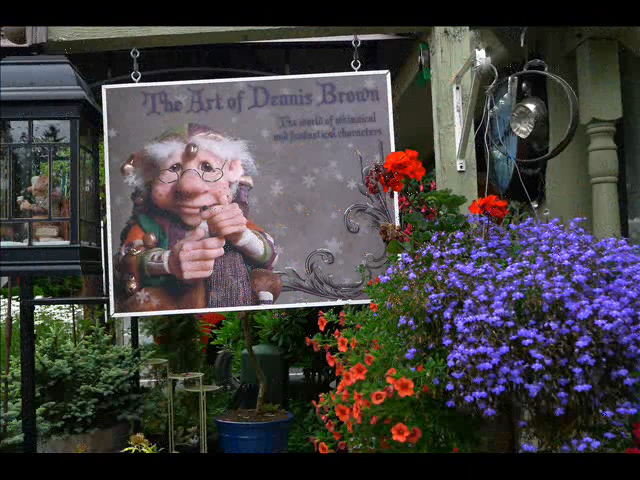 The Art of Dennis Brown
The world of whimsical
and fantastical characters